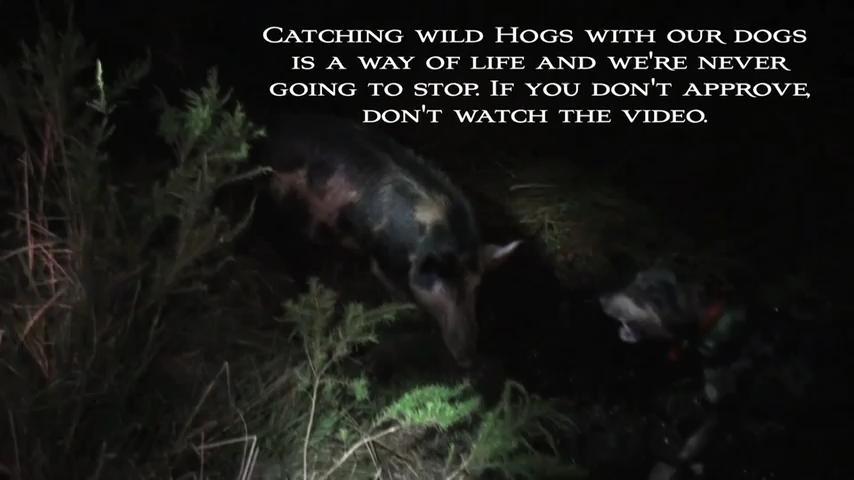 Catching wild Hogs with our dogs
is a way of life and we're never
going to stop. If you don't approve,
don't watch the video.